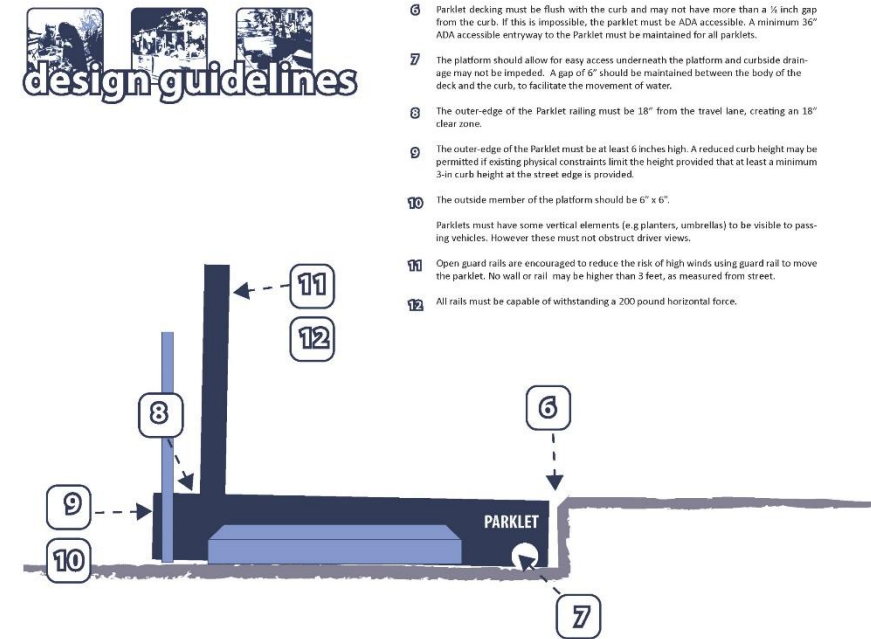 design guidelines
6 Parklet decking must be flush with the curb and may not have more than a ½ inch gap
from the curb. If this is impossible, the parklet must be ADA accessible. A minimum 36"
ADA accessible entryway to the Parklet must be maintained for all parklets.
7 The platform should allow for easy access underneath the platform and curbside drain-
age may not be impeded. A gap of 6" should be maintained between the body of the
deck and the curb, to facilitate the movement of water.
8 The outer-edge of the Parklet railing must be 18" from the travel lane, creating an 18"
clear zone.
9 The outer-edge of the Parklet must be at least 6 inches high. A reduced curb height may be
permitted if existing physical constraints limit the height provided that at least a minimum
3-in curb height at the street edge is provided.
10 The outside member of the platform should be 6" x 6".
Parklets must have some vertical elements (e.g planters, umbrellas) to be visible to pass-
ing vehicles. However these must not obstruct driver views.
11 Open guard rails are encouraged to reduce the risk of high winds using guard rail to move
the parklet. No wall or rail may be higher than 3 feet, as measured from street.
12 All rails must be capable of withstanding a 200 pound horizontal force.
11
12
8
6
9
PARKLET
10
7